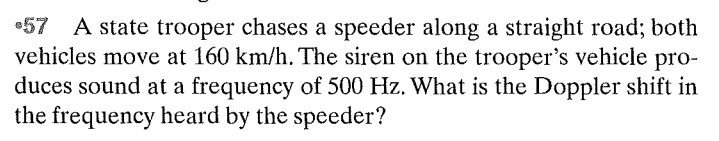 •57 A state trooper chases a speeder along a straight road; both
vehicles move at 160 km/h. The siren on the trooper's vehicle pro-
duces sound at a frequency of 500 Hz. What is the Doppler shift in
the frequency heard by the speeder?